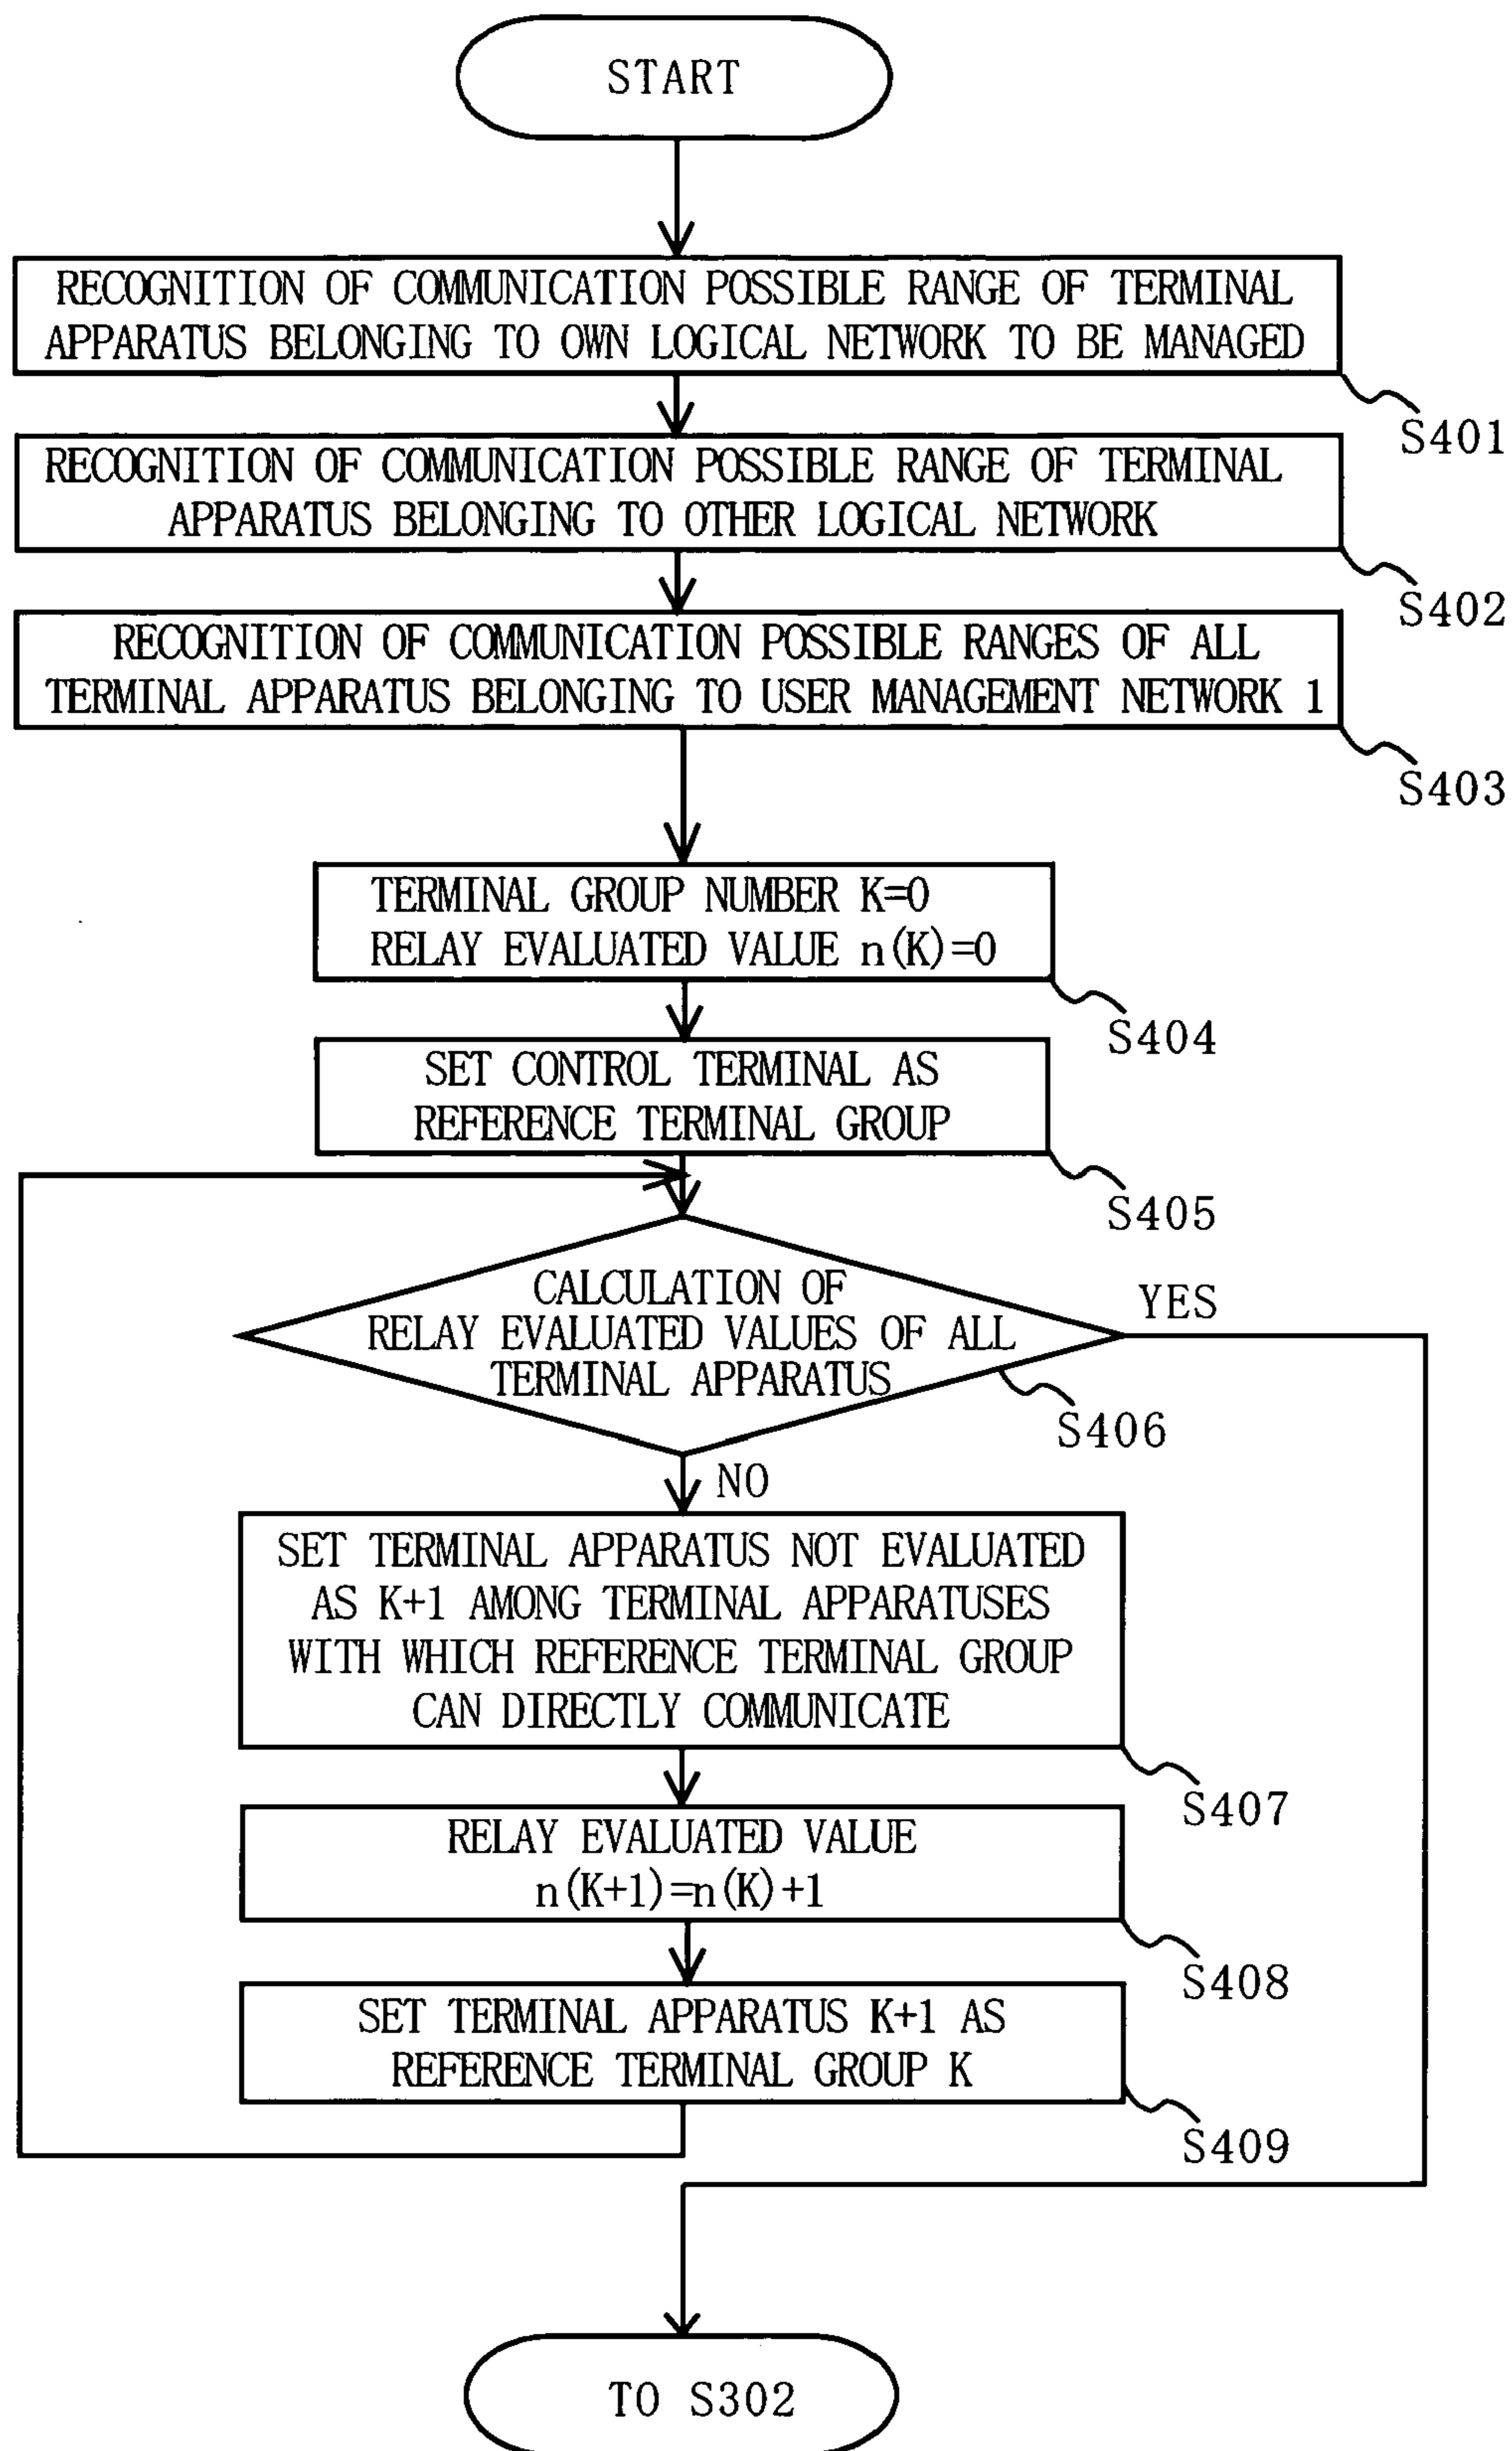 START
RECOGNITION OF COMMUNICATION POSSIBLE RANGE OF TERMINAL
APPARATUS BELONGING TO OWN LOGICAL NETWORK TO BE MANAGED
S401
RECOGNITION OF COMMUNICATION POSSIBLE RANGE OF TERMINAL
APPARATUS BELONGING TO OTHER LOGICAL NETWORK
S402
RECOGNITION OF COMMUNICATION POSSIBLE RANGES OF ALL
TERMINAL APPARATUS BELONGING TO USER MANAGEMENT NETWORK 1
S403
TERMINAL GROUP NUMBER K=0
RELAY EVALUATED VALUE n(K)=0
S404
SET CONTROL TERMINAL AS
REFERENCE TERMINAL GROUP
S405
CALCULATION OF
RELAY EVALUATED VALUES OF ALL
TERMINAL APPARATUS
YES
S406
NO
SET TERMINAL APPARATUS NOT EVALUATED
AS K+1 AMONG TERMINAL APPARATUSES
WITH WHICH REFERENCE TERMINAL GROUP
CAN DIRECTLY COMMUNICATE
S407
RELAY EVALUATED VALUE
n(K+1)=n(K)+1
S408
SET TERMINAL APPARATUS K+1 AS
REFERENCE TERMINAL GROUP K
S409
TO S302